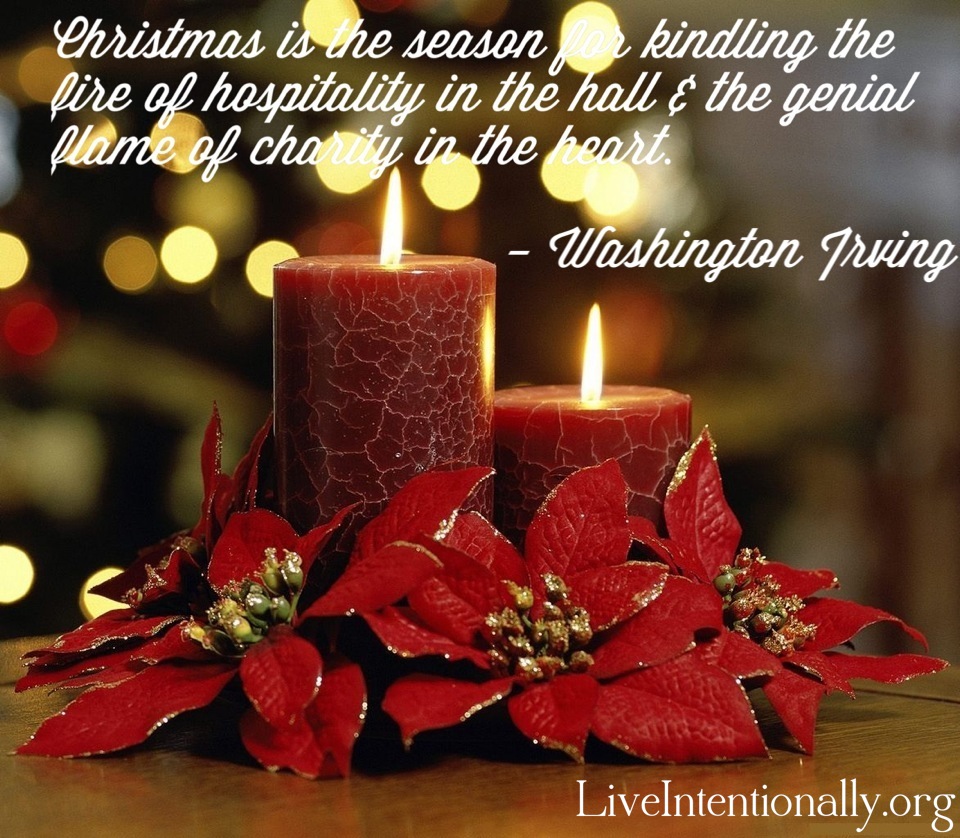 Christmas is the season for kindling the
fire of hospitality in the hall & the genial
flame of charity in the heart.
- Washington Irving
LiveIntentionally.org